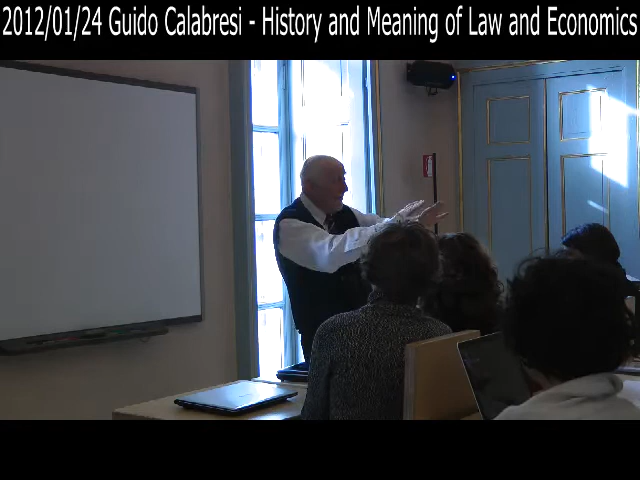 2012/01/24 Guido Calabresi - History and Meaning of Law and Economics